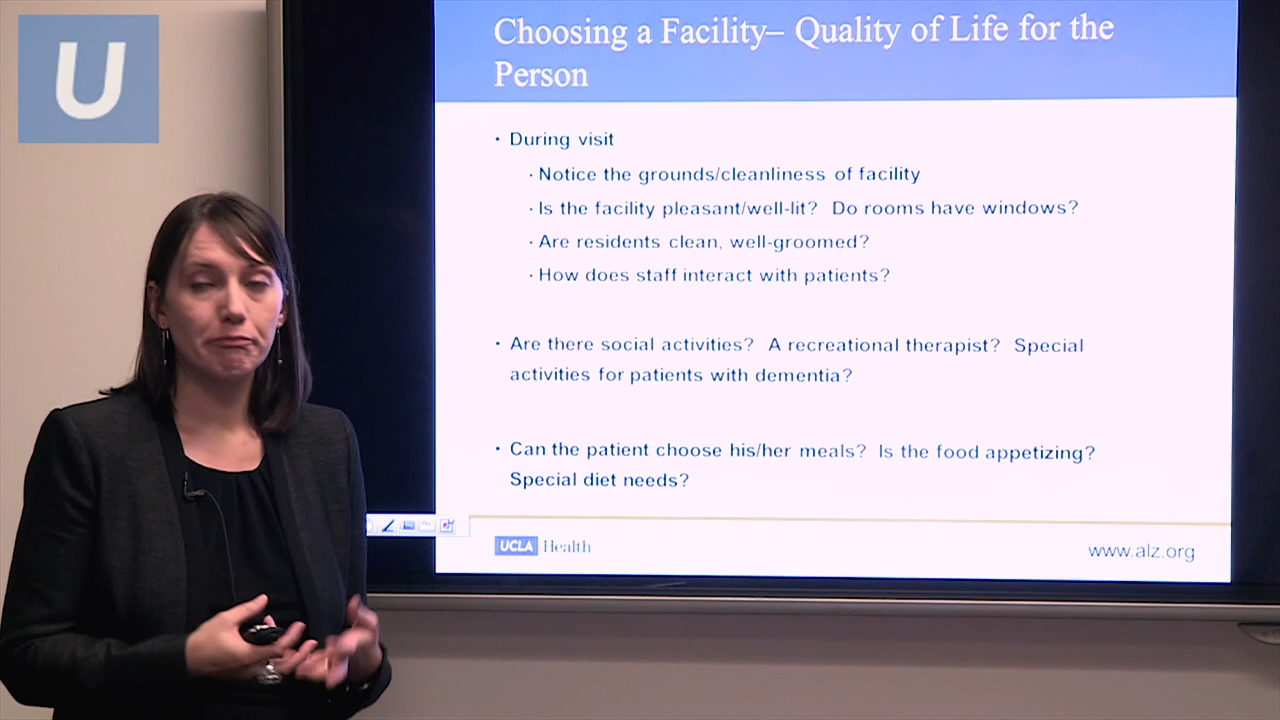 U
Choosing a Facility– Quality of Life for the
Person
• During visit
· Notice the grounds/cleanliness of facility
· Is the facility pleasant/well-lit? Do rooms have windows?
· Are residents clean, well-groomed?
· How does staff interact with patients?
• Are there social activities? A recreational therapist? Special
activities for patients with dementia?
• Can the patient choose his/her meals? Is the food appetizing?
Special diet needs?
UCLA Health
www.alz.org